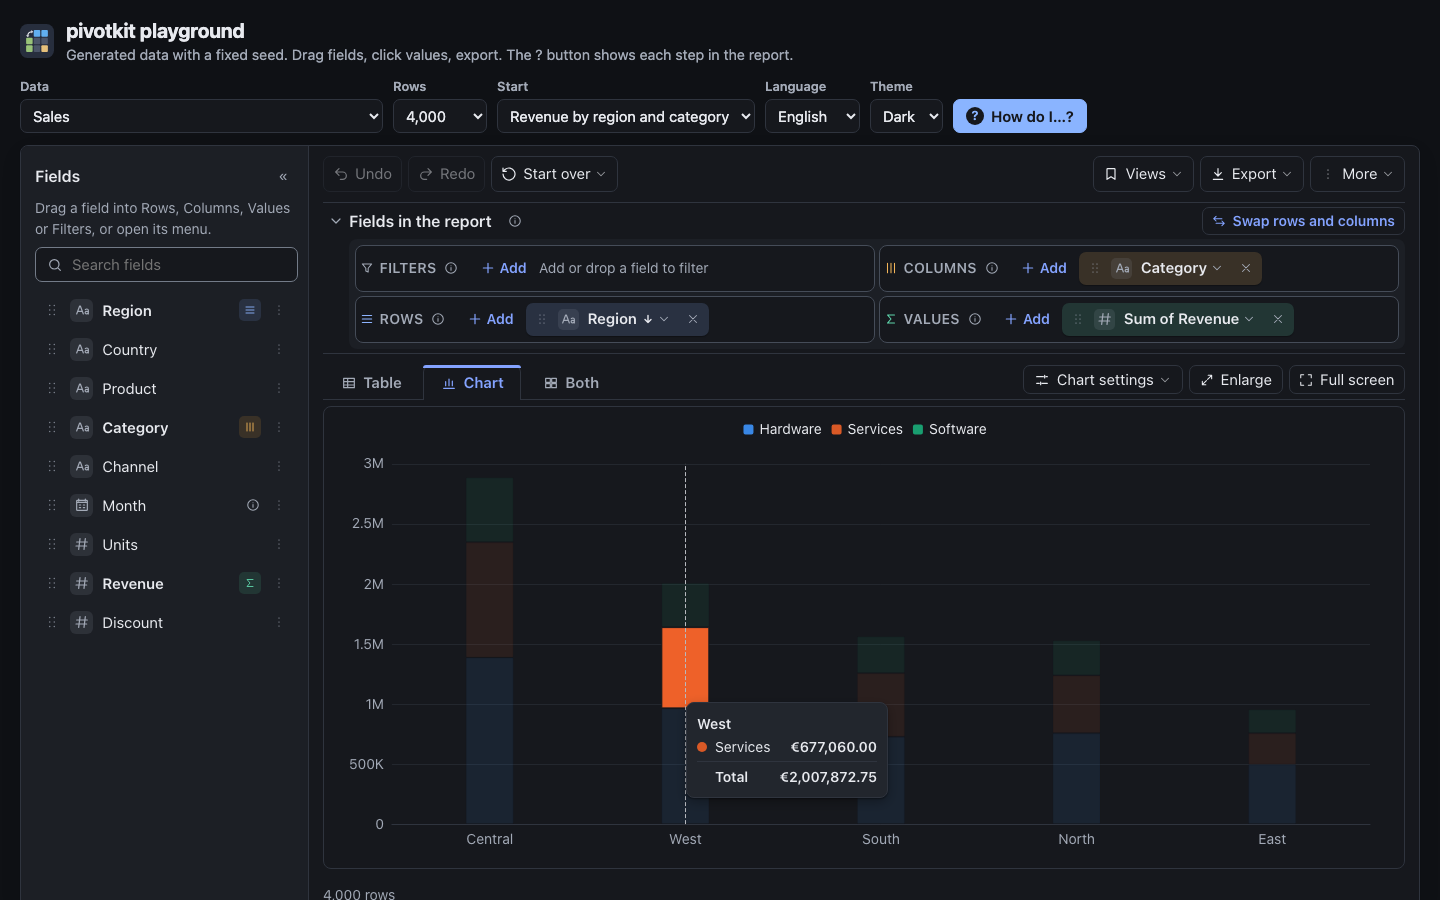 pivotkit playground
Generated data with a fixed seed. Drag fields, click values, export. The ? button shows each step in the report.
Data
Rows
Start
Language
Theme
Sales
4,000
Revenue by region and category
English
Dark
? How do I...?
Fields
«
Drag a field into Rows, Columns, Values
or Filters, or open its menu.
Search fields
Aa Region
Aa Country
Aa Product
Aa Category
Aa Channel
Month
# Units
# Revenue Σ
# Discount
Undo
Redo
Start over
Views
Export
More
Fields in the report
Swap rows and columns
FILTERS + Add Add or drop a field to filter
COLUMNS + Add Aa Category ×
ROWS + Add Aa Region ↓ ×
Σ VALUES + Add # Sum of Revenue ×
Table
Chart
Both
Chart settings
Enlarge
Full screen
Hardware Services Software
3M
2.5M
2M
1.5M
1M
500K
0
West
Services €677,060.00
Total €2,007,872.75
Central West South North East
4,000 rows